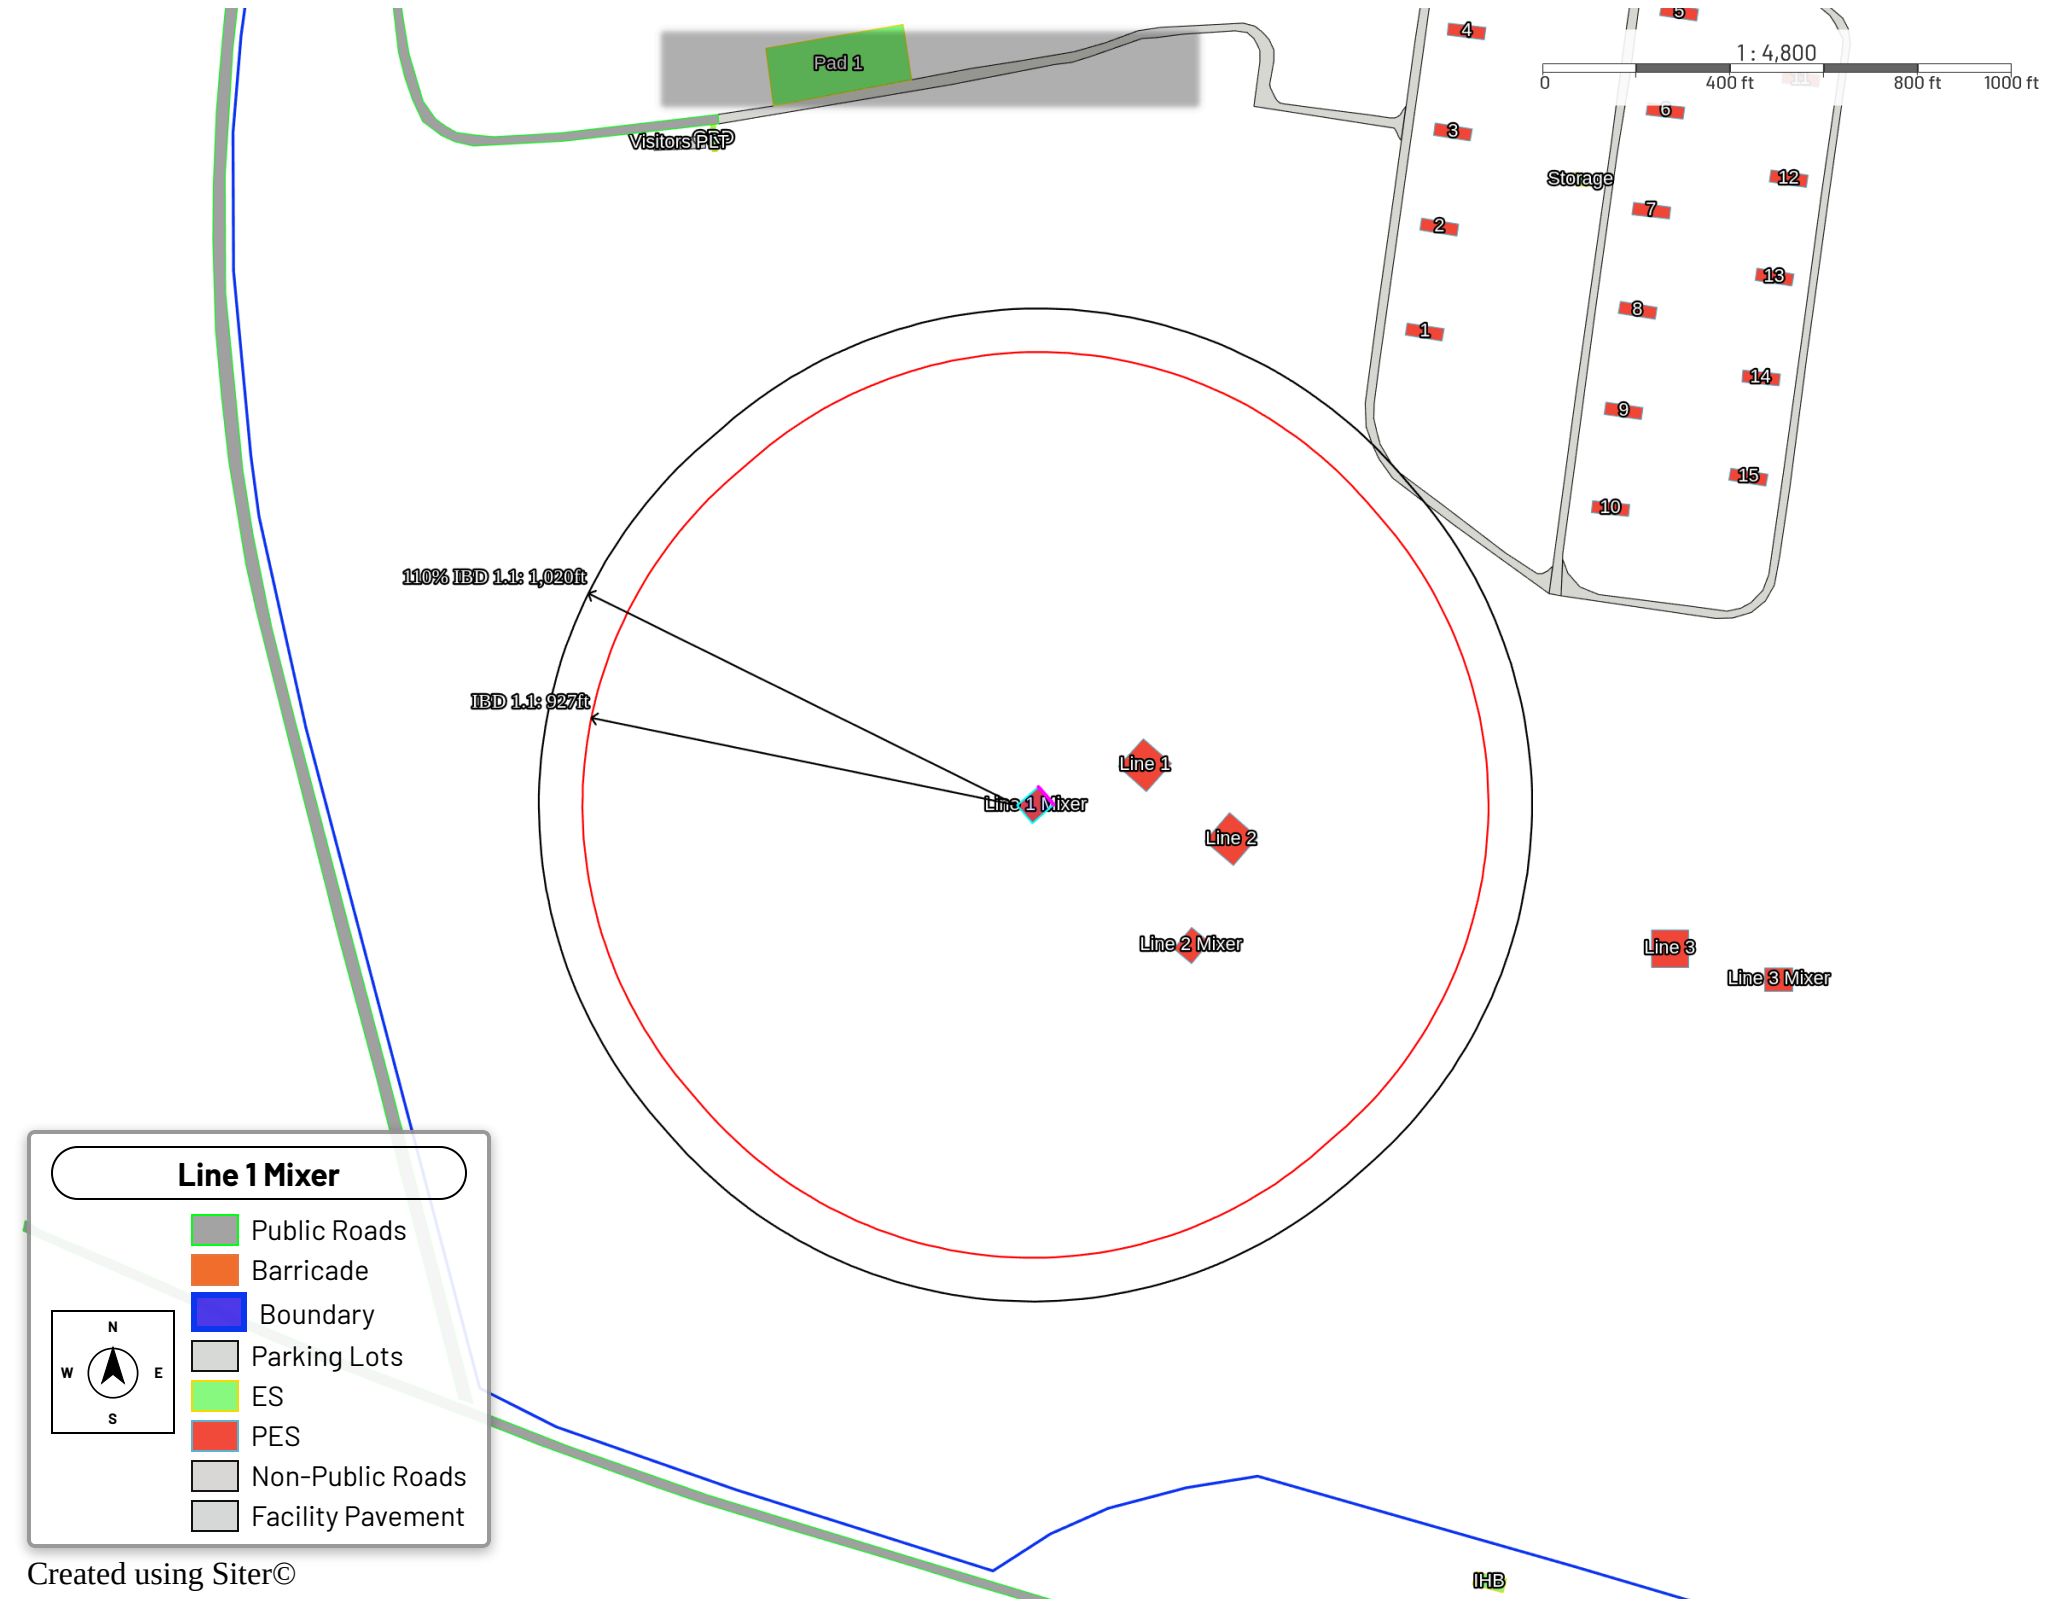 5
4
Pad 1
1 : 4,800
0
400 ft
800 ft
1000 ft
11
6
3
Visitors PLP
Storage
12
7
2
13
8
1
14
9
15
10
110% IBD 1.1: 1,020ft
IBD 1.1: 927ft
Line 1
Line 1 Mixer
Line 2
Line 2 Mixer
Line 3
Line 3 Mixer
Line 1 Mixer
Public Roads
Barricade
Boundary
Parking Lots
ES
PES
Non-Public Roads
Facility Pavement
N
W
E
S
Created using Siter©
IHB